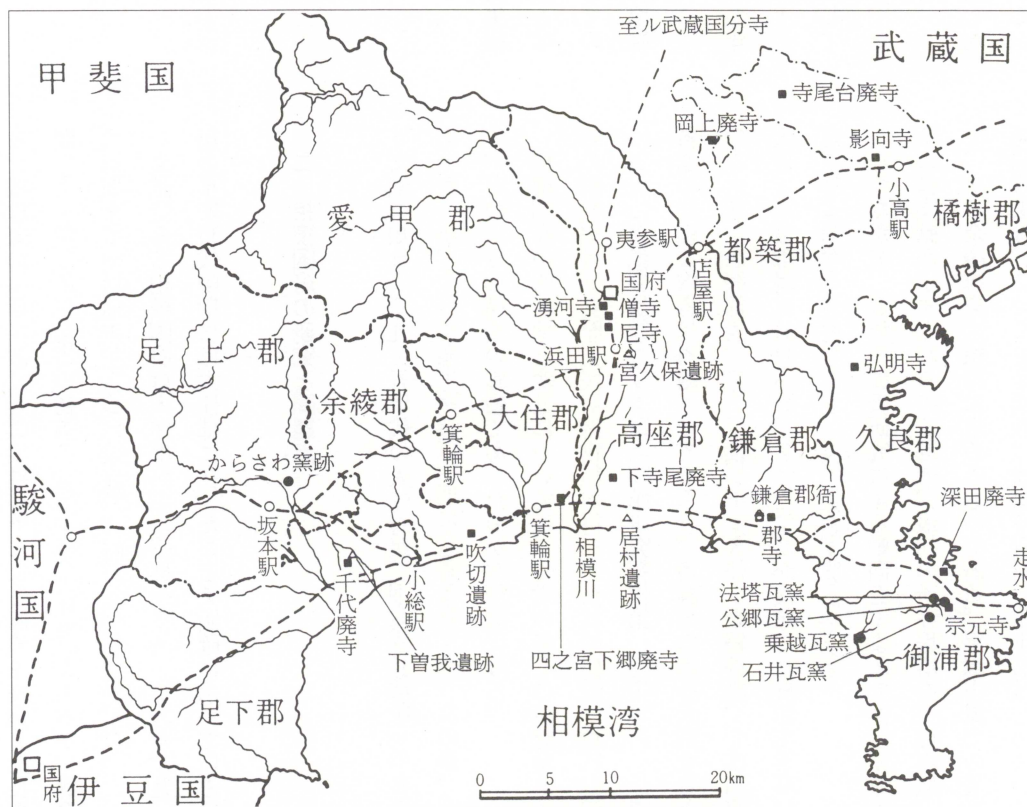 至ル武蔵国分寺
甲斐国
武蔵国
寺尾台廃寺
岡上廃寺
影向寺
小高駅
橘樹郡
愛甲郡
夷参駅
都築郡
店屋駅
国府
湧河寺
僧寺
尼寺
浜田駅
宮久保遺跡
弘明寺
足上郡
余綾郡
大住郡
高座郡
鎌倉郡
久良郡
箕輪駅
からさわ窯跡
下寺尾廃寺
鎌倉郡衙
郡寺
深田廃寺
駿河国
坂本駅
千代廃寺
小総駅
吹切遺跡
箕輪駅
相模川
居村遺跡
走水
法塔瓦窯
公郷瓦窯
宗元寺
乗越瓦窯
石井瓦窯
御浦郡
下曽我遺跡
四之宮下郷廃寺
足下郡
相模湾
国府
伊豆国
0 5 10 20km